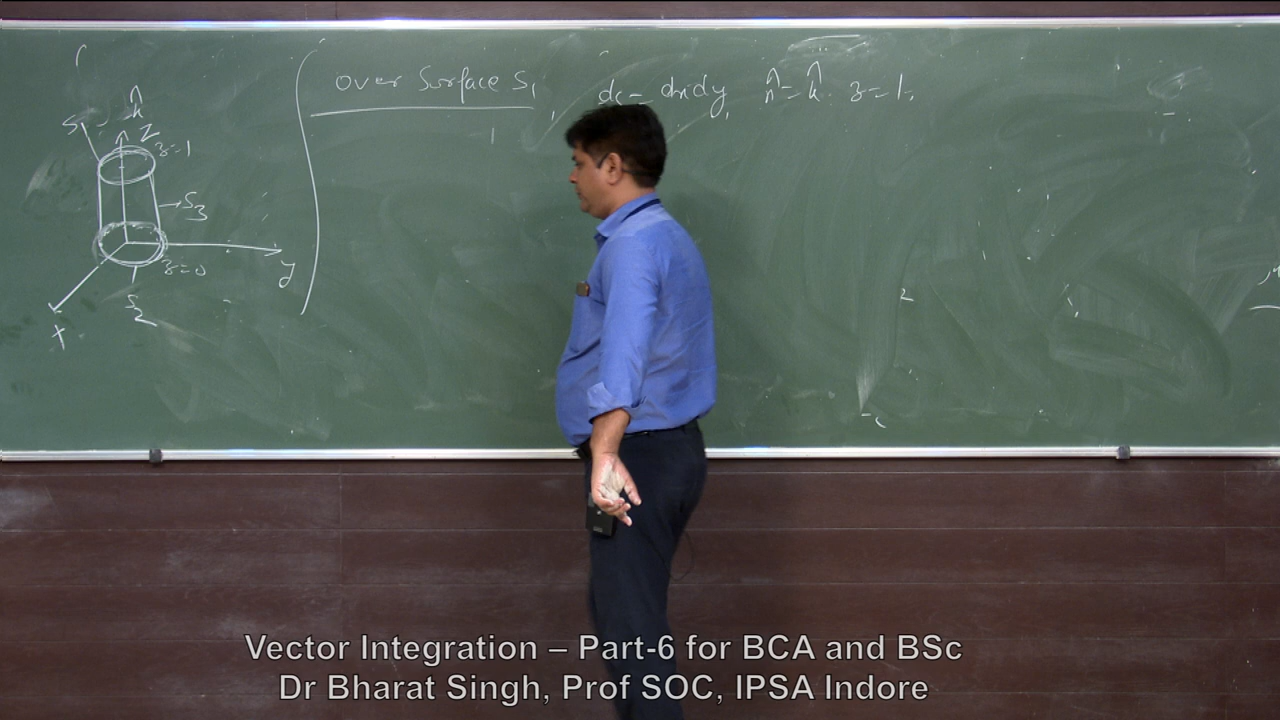 over Surface S1, ds = dxdy, n̂ = k̂. z=1,
k̂
S1
Z
z=1
S3
y
z=0
S2
x
Vector Integration – Part-6 for BCA and BSc
Dr Bharat Singh, Prof SOC, IPSA Indore